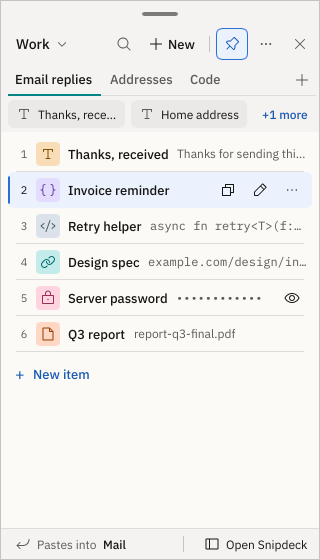 Work
New
Email replies Addresses Code
Thanks, rece... Home address +1 more
1 Thanks, received Thanks for sending thi...
2 { } Invoice reminder
3 </> Retry helper async fn retry<T>(f:...
4 Design spec example.com/design/in...
5 Server password ••••••••••••
6 Q3 report report-q3-final.pdf
+ New item
Pastes into Mail Open Snipdeck